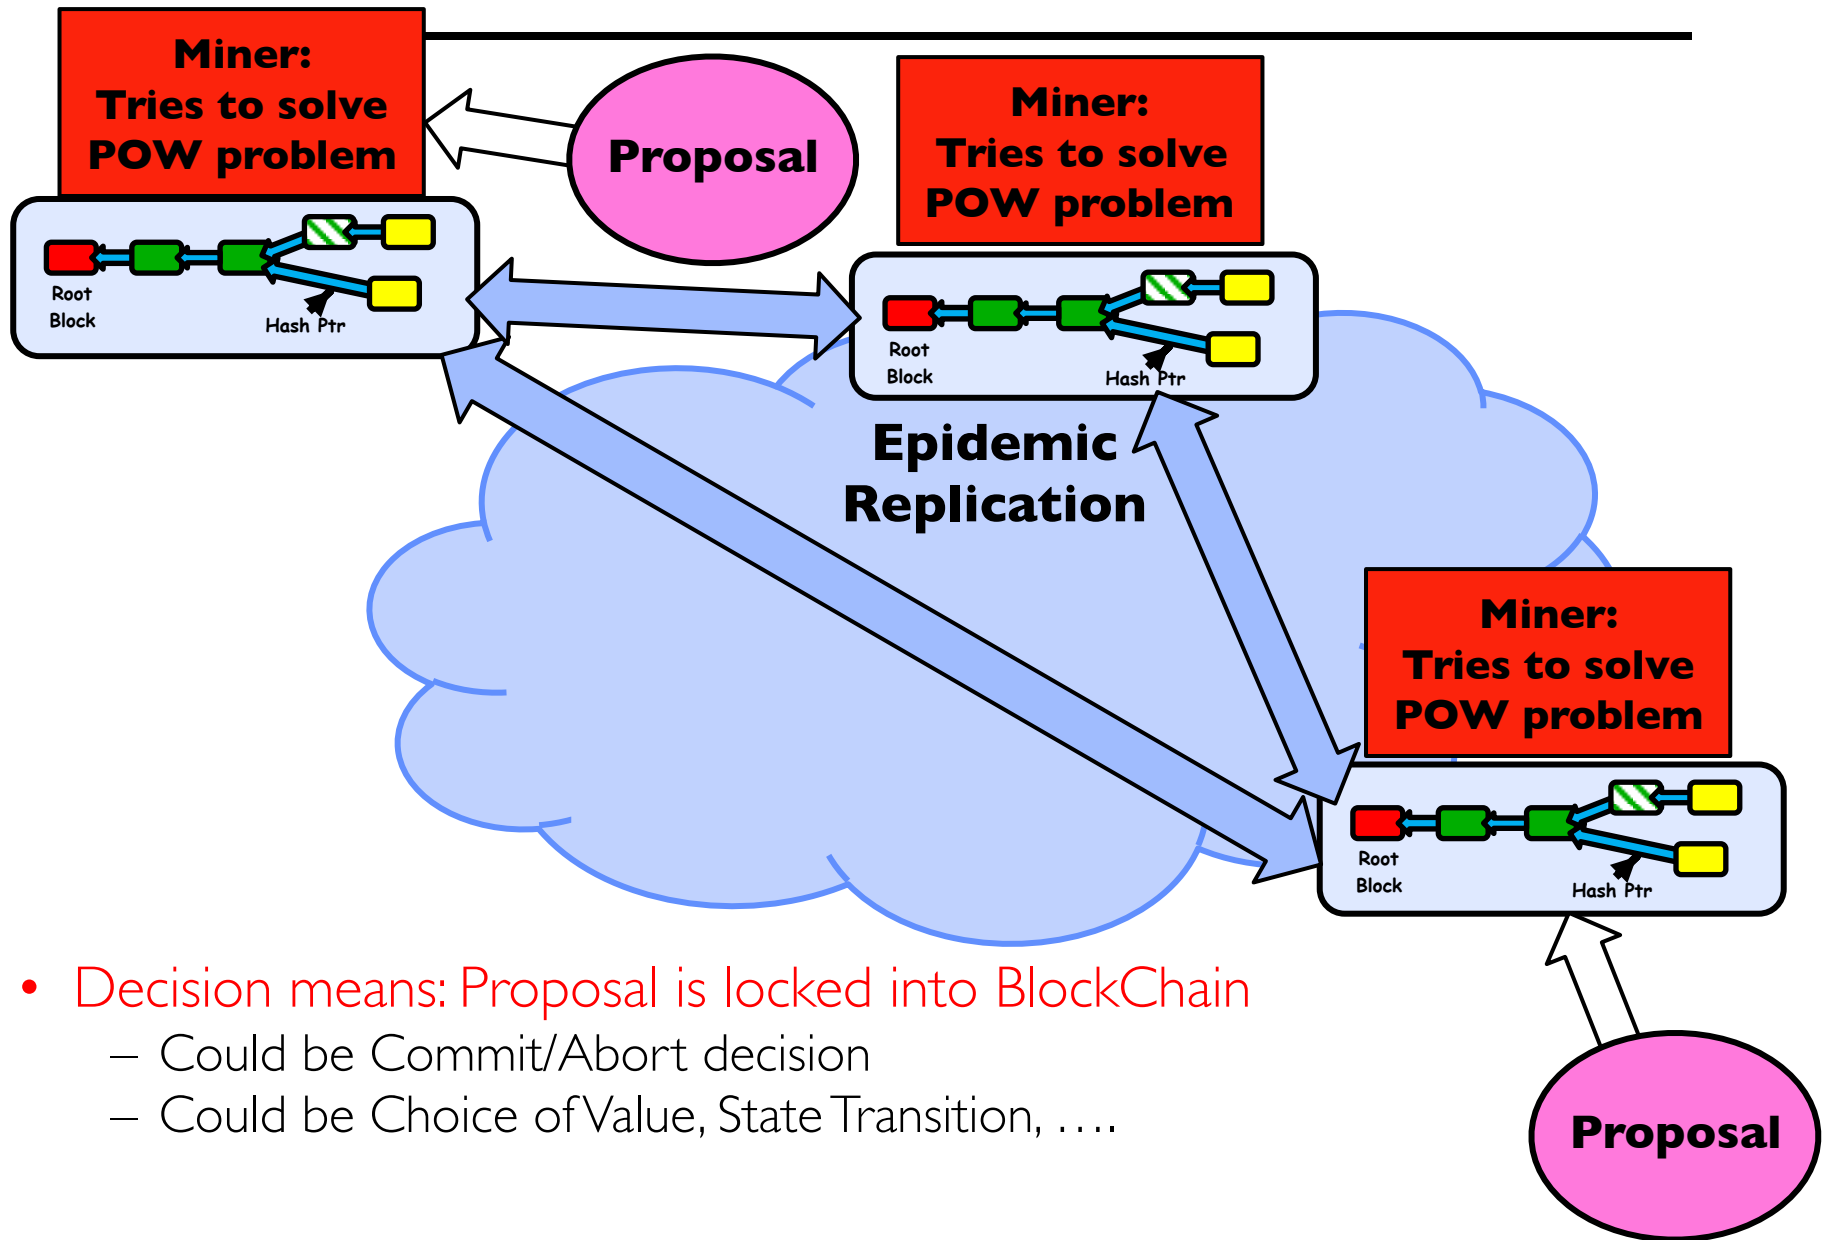 Miner:
Tries to solve
POW problem
Root
Block
Hash Ptr
Proposal
Miner:
Tries to solve
POW problem
Root
Block
Hash Ptr
Epidemic
Replication
Miner:
Tries to solve
POW problem
Root
Block
Hash Ptr
Proposal
• Decision means: Proposal is locked into BlockChain
– Could be Commit/Abort decision
– Could be Choice of Value, State Transition, ….